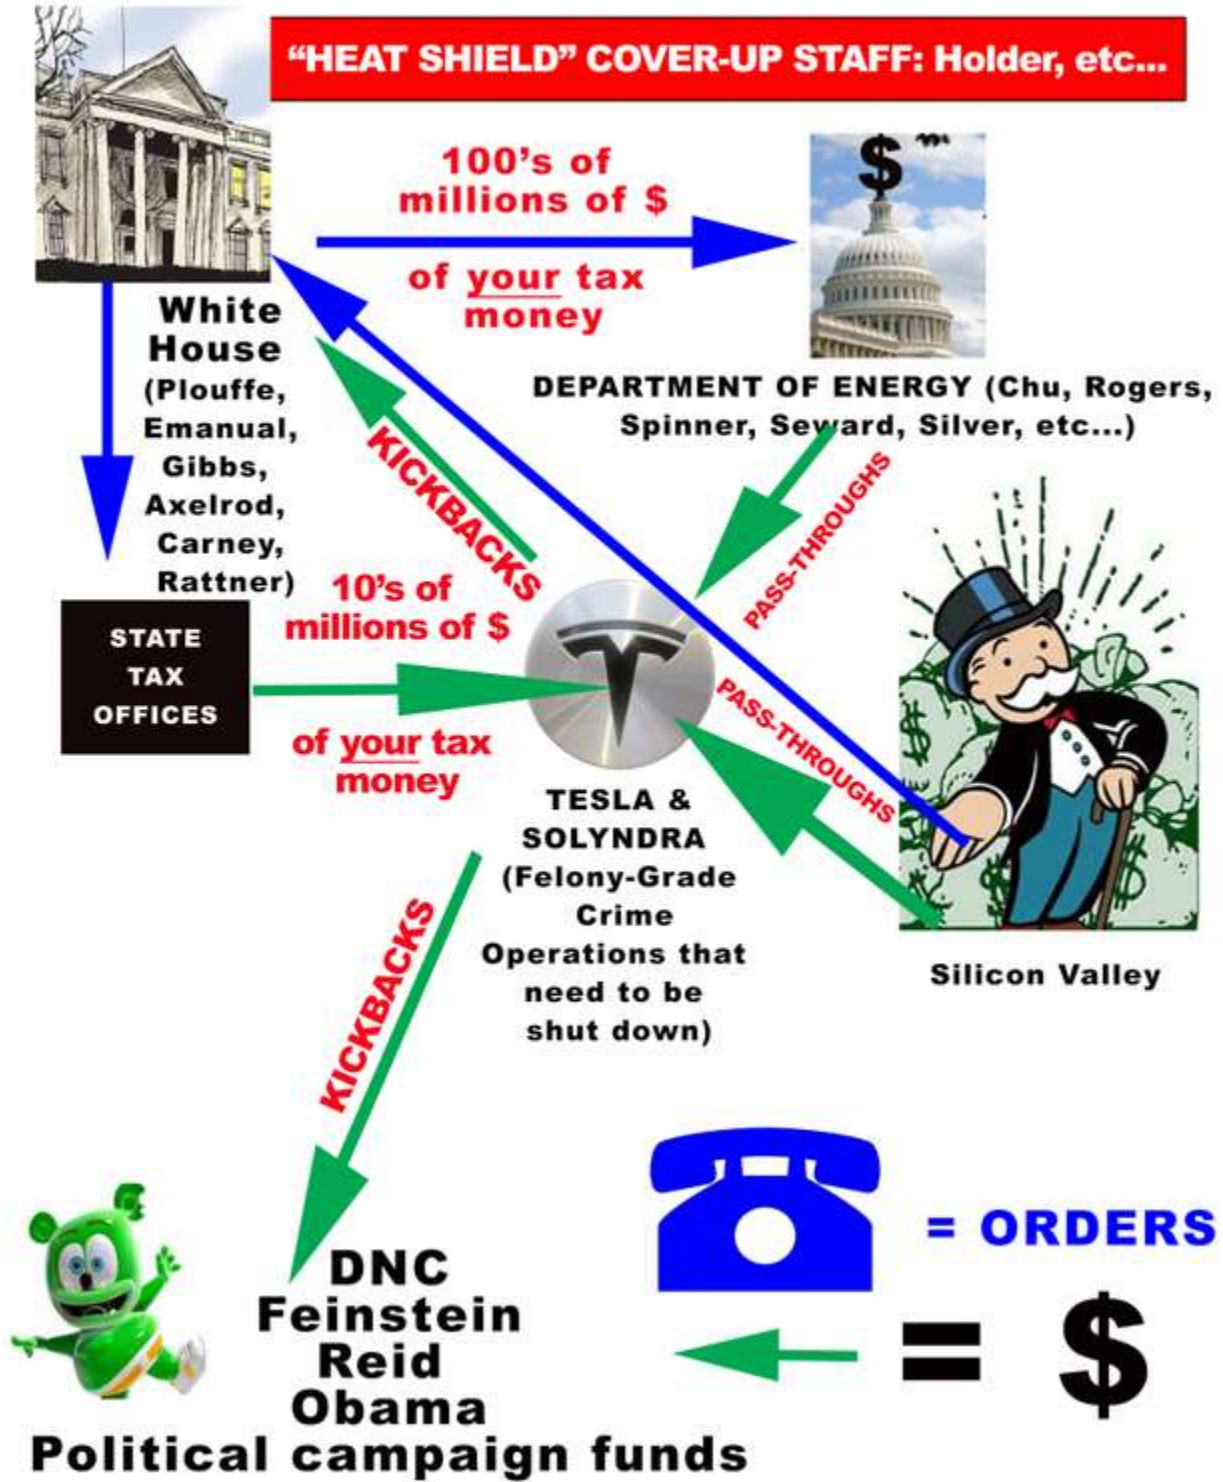 “HEAT SHIELD” COVER-UP STAFF: Holder, etc...
100’s of
millions of $
of your tax
money
$
White
House
(Plouffe,
Emanual,
Gibbs,
Axelrod,
Carney,
Rattner)
DEPARTMENT OF ENERGY (Chu, Rogers,
Spinner, Seward, Silver, etc...)
KICKBACKS
PASS-THROUGHS
STATE
TAX
OFFICES
10’s of
millions of $
of your tax
money
PASS-THROUGHS
TESLA &
SOLYNDRA
(Felony-Grade
Crime
Operations that
need to be
shut down)
$
$
$
Silicon Valley
KICKBACKS
= ORDERS
= $
DNC
Feinstein
Reid
Obama
Political campaign funds